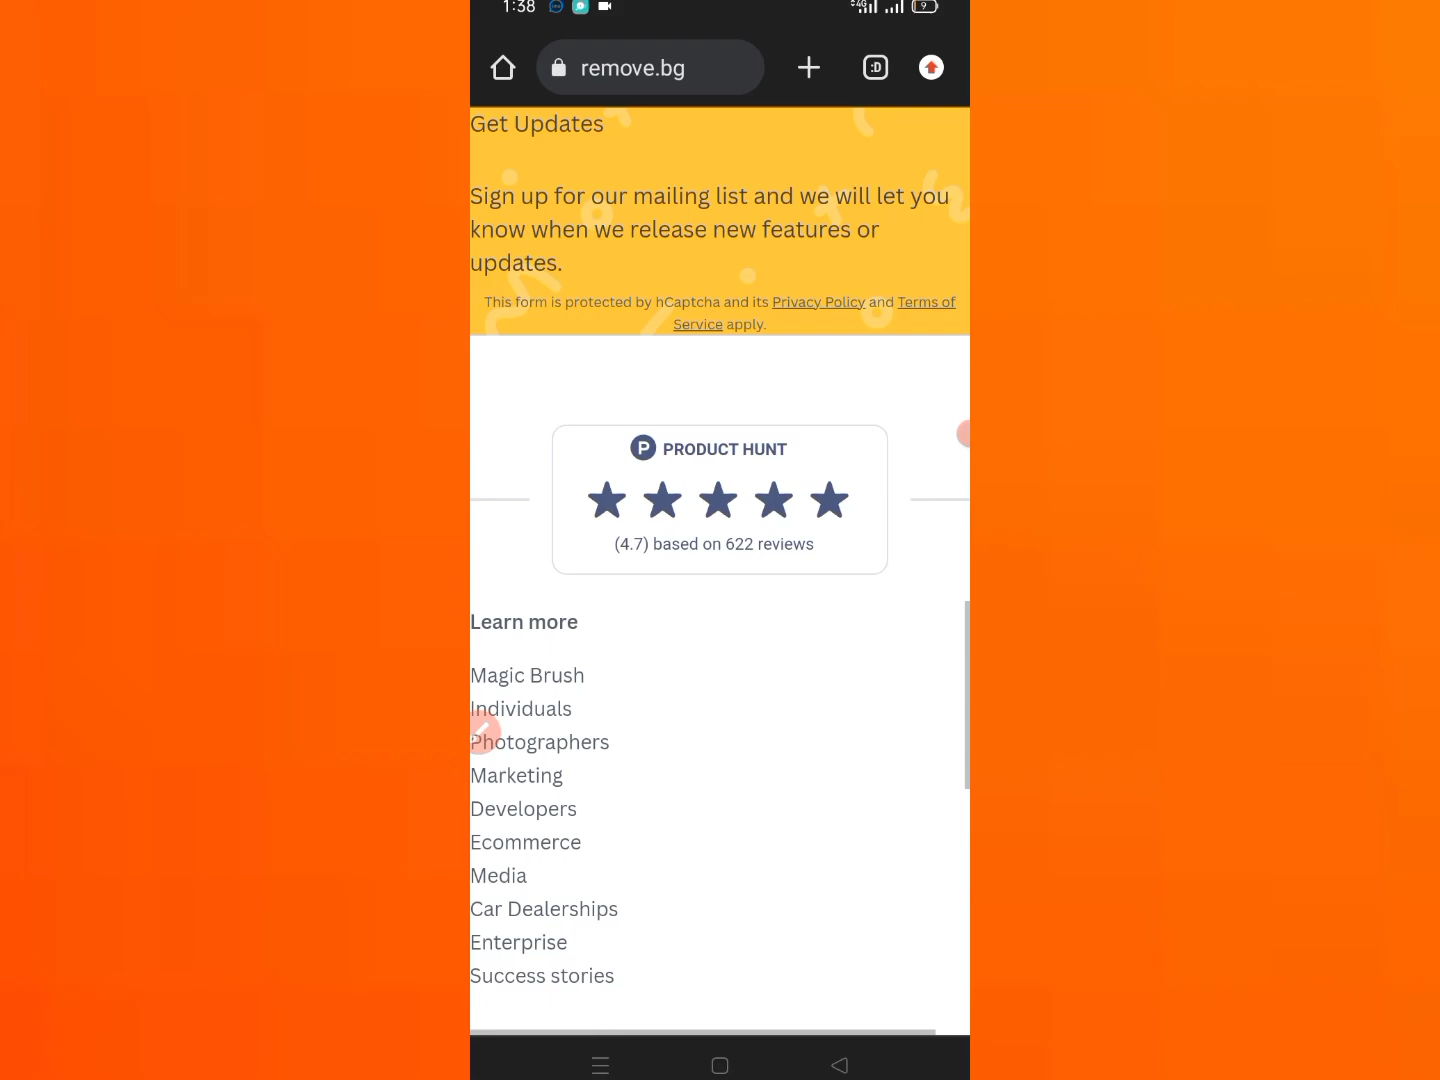 1:38
4G
9
remove.bg
:D
Get Updates
Sign up for our mailing list and we will let you
know when we release new features or
updates.
This form is protected by hCaptcha and its Privacy Policy and Terms of
Service apply.
P PRODUCT HUNT
(4.7) based on 622 reviews
Learn more
Magic Brush
Individuals
Photographers
Marketing
Developers
Ecommerce
Media
Car Dealerships
Enterprise
Success stories